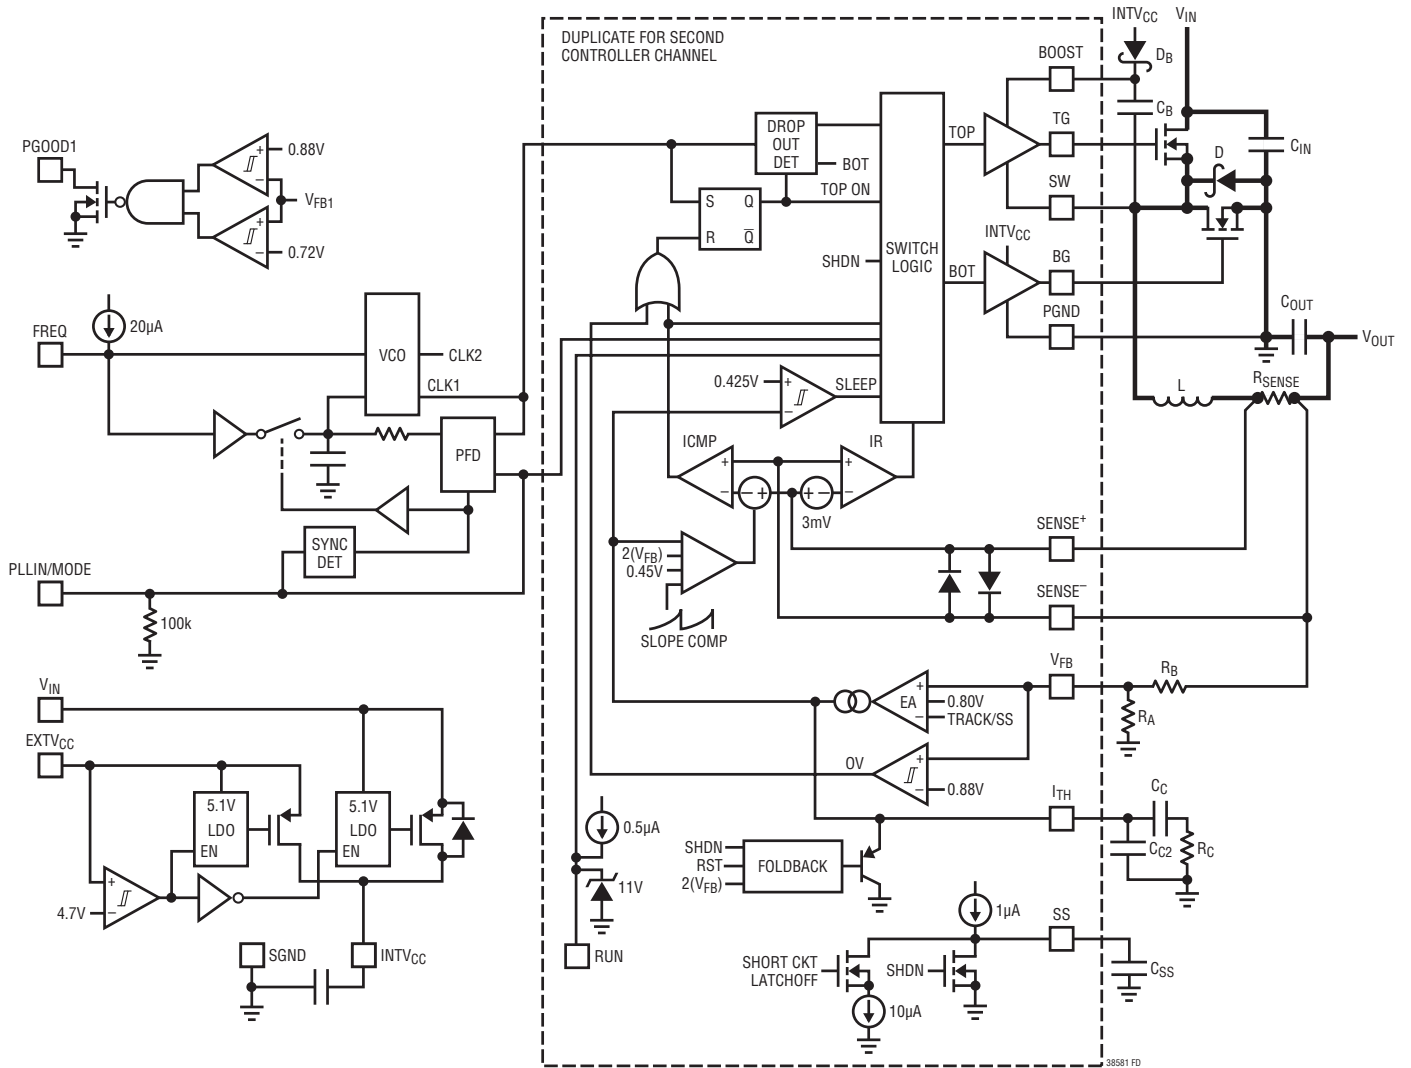 DUPLICATE FOR SECOND
CONTROLLER CHANNEL
INTVCC
VIN
BOOST
DB
CB
DROP
OUT
DET
TOP
TG
CIN
PGOOD1
0.88V
BOT
D
VFB1
TOP ON
SW
S
Q
R
Q̅
0.72V
SHDN
SWITCH
LOGIC
INTVCC
BOT
BG
PGND
COUT
VOUT
FREQ
20µA
VCO
CLK2
CLK1
0.425V
SLEEP
L
RSENSE
PFD
ICMP
IR
3mV
SENSE+
SYNC
DET
2(VFB)
0.45V
PLLIN/MODE
SENSE–
100k
SLOPE COMP
VFB
RB
VIN
EA
0.80V
TRACK/SS
RA
EXTVCC
OV
0.88V
5.1V
LDO
EN
5.1V
LDO
EN
ITH
CC
0.5µA
SHDN
RST
2(VFB)
FOLDBACK
CC2
RC
11V
4.7V
1µA
SS
SGND
INTVCC
RUN
SHORT CKT
LATCHOFF
SHDN
CSS
10µA
38581 FD